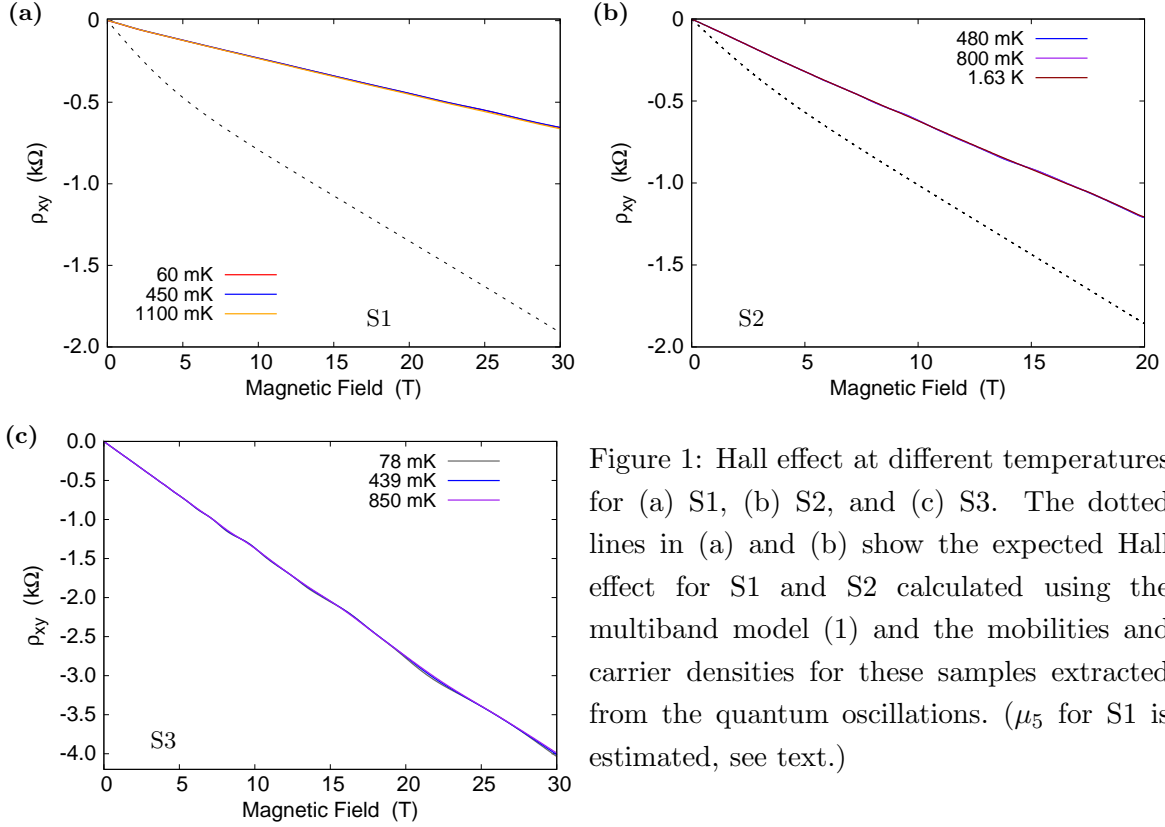 (a)
0
-0.5
-1.0
-1.5
-2.0
ρxy (kΩ)
60 mK
450 mK
1100 mK
S1
0 5 10 15 20 25 30
Magnetic Field (T)
(b)
0
-0.5
-1.0
-1.5
-2.0
ρxy (kΩ)
480 mK
800 mK
1.63 K
S2
0 5 10 15 20
Magnetic Field (T)
(c)
0.0
-0.5
-1.0
-1.5
-2.0
-2.5
-3.0
-3.5
-4.0
ρxy (kΩ)
78 mK
439 mK
850 mK
S3
0 5 10 15 20 25 30
Magnetic Field (T)
Figure 1: Hall effect at different temperatures
for (a) S1, (b) S2, and (c) S3. The dotted
lines in (a) and (b) show the expected Hall
effect for S1 and S2 calculated using the
multiband model (1) and the mobilities and
carrier densities for these samples extracted
from the quantum oscillations. (μ5 for S1 is
estimated, see text.)